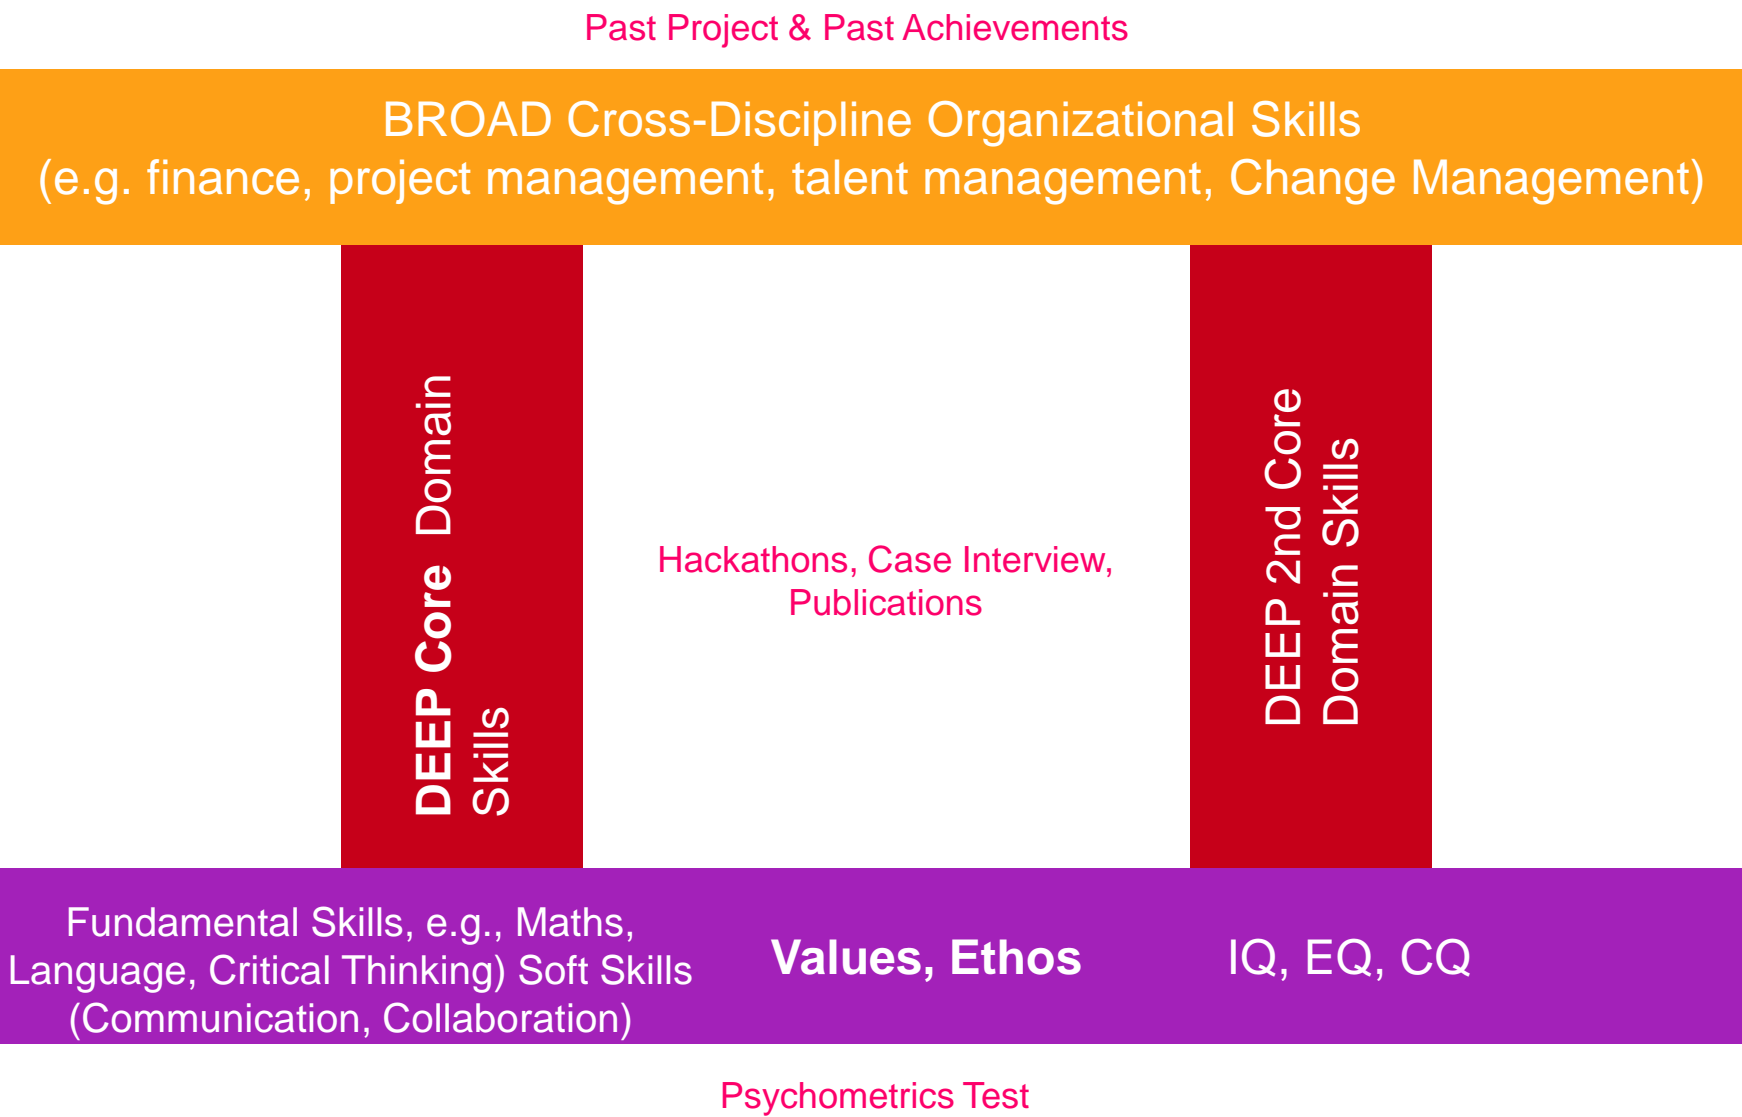 Past Project & Past Achievements
BROAD Cross-Discipline Organizational Skills
(e.g. finance, project management, talent management, Change Management)
DEEP Core  Domain
Skills
Hackathons, Case Interview,
Publications
DEEP 2nd Core
Domain Skills
Fundamental Skills, e.g., Maths,
Language, Critical Thinking) Soft Skills
(Communication, Collaboration)
Values, Ethos
IQ, EQ, CQ
Psychometrics Test